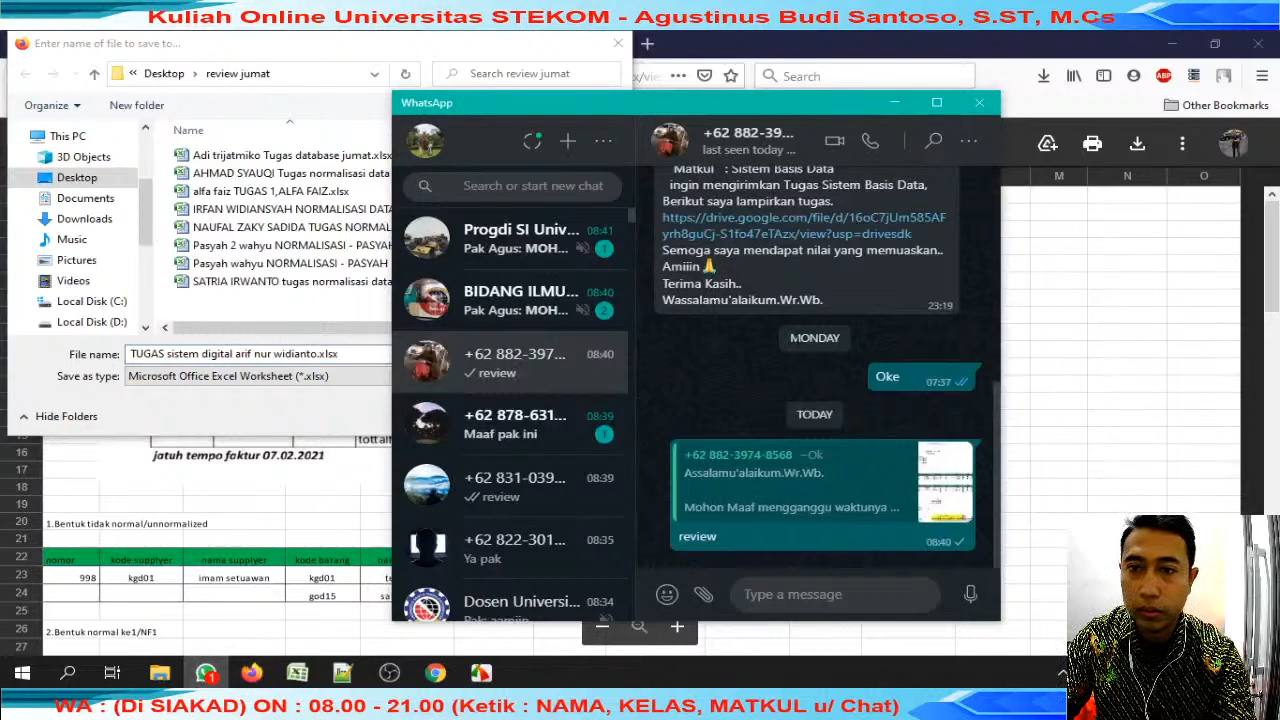 Kuliah Online Universitas STEKOM - Agustinus Budi Santoso, S.ST, M.Cs
Enter name of file to save to...
« Desktop > review jumat
Search review jumat
Search
Organize
New folder
Other Bookmarks
This PC
3D Objects
Desktop
Documents
Downloads
Music
Pictures
Videos
Local Disk (C:)
Local Disk (D:)
Name
Adi trijatmiko Tugas database jumat.xlsx
AHMAD SYAUQI Tugas normalisasi data
alfa faiz TUGAS 1,ALFA FAIZ.xlsx
IRFAN WIDIANSYAH NORMALISASI DATA
NAUFAL ZAKY SADIDA TUGAS NORMALI
Pasyah 2 wahyu NORMALISASI - PASYAH
Pasyah wahyu NORMALISASI - PASYAH
SATRIA IRWANTO tugas normalisasi data
File name: TUGAS sistem digital arif nur widianto.xlsx
Save as type: Microsoft Office Excel Worksheet (*.xlsx)
Hide Folders
WhatsApp
Search or start new chat
Progdi SI Univ... 08:41
Pak Agus: MOH... 1
BIDANG ILMU... 08:40
Pak Agus: MOH... 2
+62 882-397... 08:40
review
+62 878-631... 08:39
Maaf pak ini 1
+62 831-039... 08:39
review
+62 822-301... 08:35
Ya pak
Dosen Universi... 08:34
+62 882-39...
last seen today ...
Matkul : Sistem Basis Data
ingin mengirimkan Tugas Sistem Basis Data,
Berikut saya lampirkan tugas.
https://drive.google.com/file/d/16oC7jUm585AF
yrh8guCj-S1fo47eTAzx/view?usp=drivesdk
Semoga saya mendapat nilai yang memuaskan..
Amiiin🙏
Terima Kasih..
Wassalamu'alaikum.Wr.Wb.
23:19
MONDAY
Oke 07:37
TODAY
+62 882-3974-8568 ~Ok
Assalamu'alaikum.Wr.Wb.
Mohon Maaf mengganggu waktunya ...
review
08:40
Type a message
M N O
16 17 18 19 20 21 22 23 24 25 26 27
jatuh tempo faktur 07.02.2021
1.Bentuk tidak normal/unnormalized
nomor kode supplyer nama supplyer kode barang
998 kgd01 imam setuawan kgd01
god15
2.Bentuk normal ke1/NF1
WA : (Di SIAKAD) ON : 08.00 - 21.00 (Ketik : NAMA, KELAS, MATKUL u/ Chat)